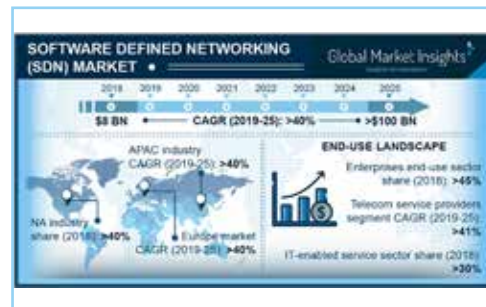 SOFTWARE DEFINED NETWORKING
(SDN) MARKET
Global Market Insights
2018 2019 2020 2021 2022 2023 2024 2025
$8 BN CAGR (2019-25): >40% >$100 BN
APAC industry
CAGR (2019-25): >40%
NA industry
share (2018): >40%
Europe market
CAGR (2019-25): >40%
END-USE LANDSCAPE
Enterprises end-use sector
share (2018): >45%
Telecom service providers
segment CAGR (2019-25):
>41%
IT-enabled service sector share (2018):
>30%